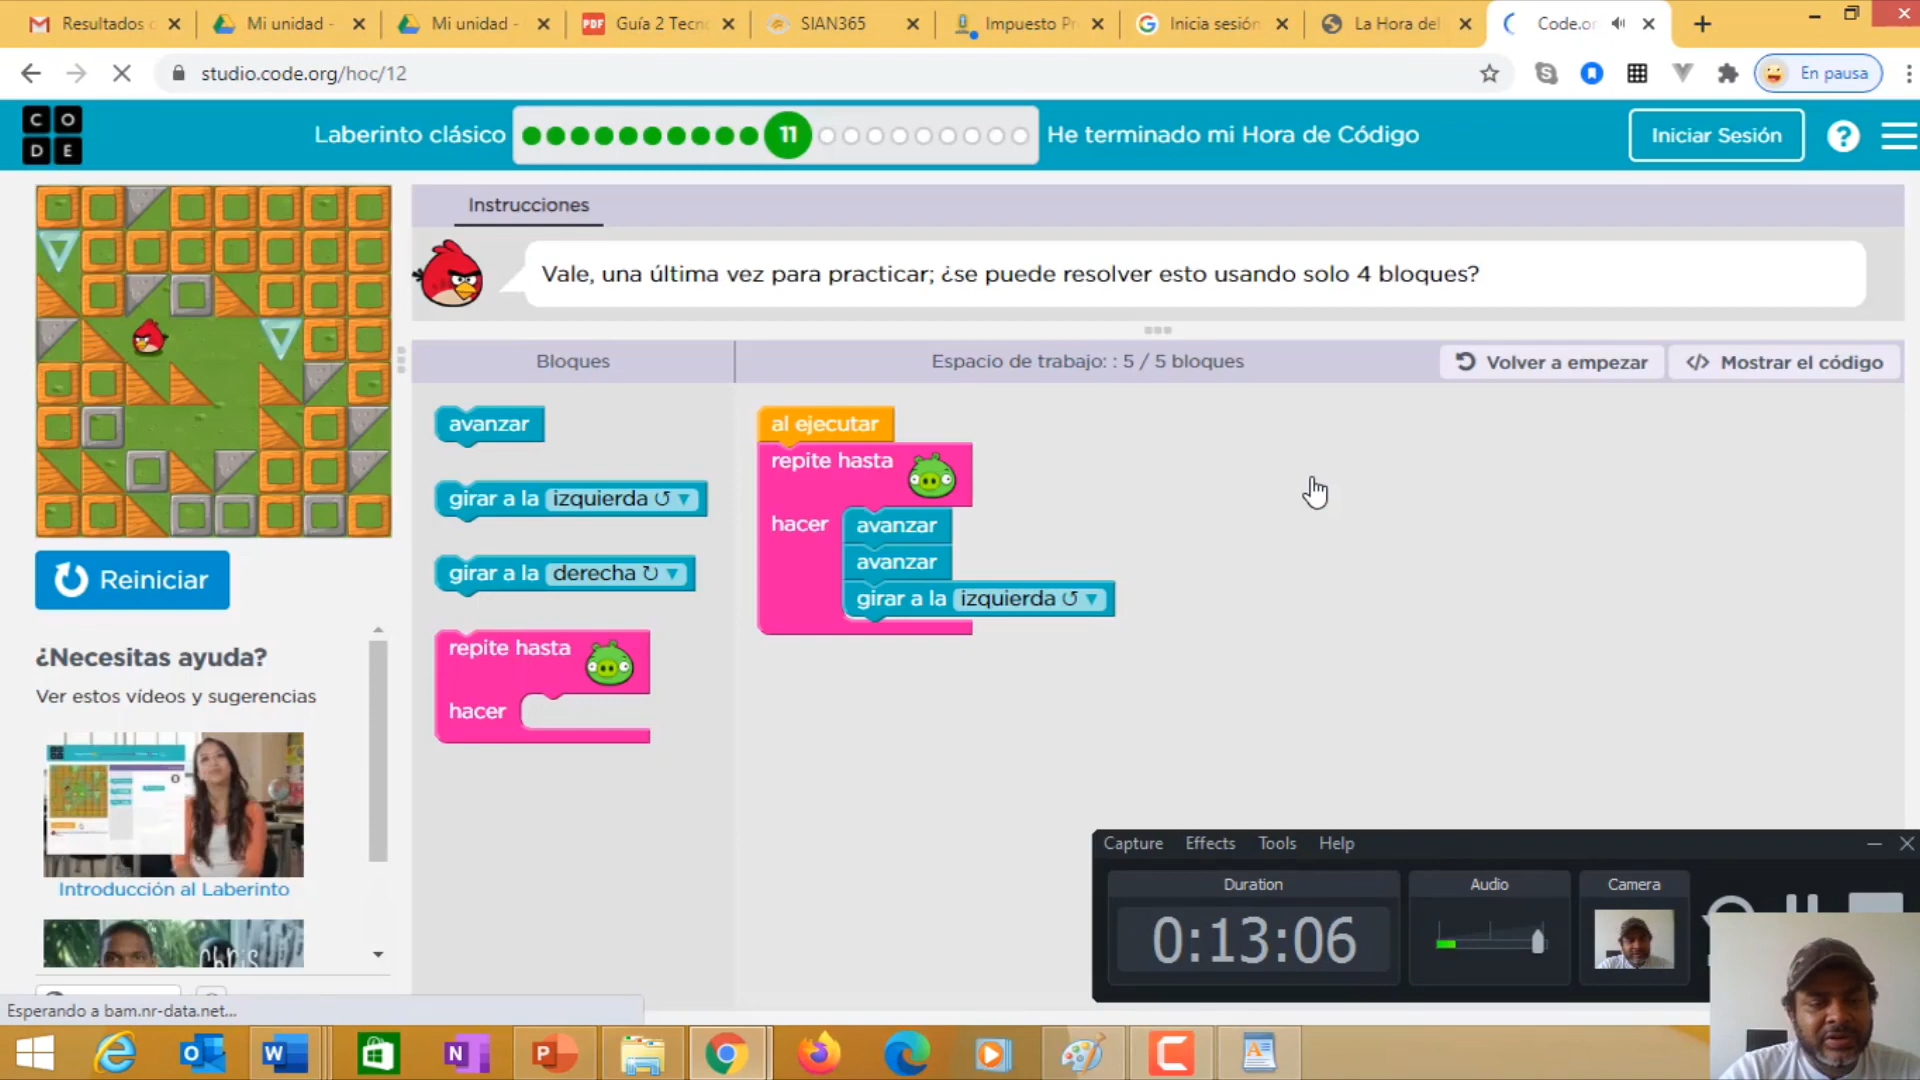 Resultados d
Mi unidad -
Mi unidad -
PDF
Guía 2 Tecn
SIAN365
Impuesto Pr
Inicia sesión
La Hora del
Code.or
studio.code.org/hoc/12
En pausa
C O
D E
Laberinto clásico
11
He terminado mi Hora de Código
Iniciar Sesión
?
Instrucciones
Vale, una última vez para practicar; ¿se puede resolver esto usando solo 4 bloques?
Bloques
Espacio de trabajo: : 5 / 5 bloques
Volver a empezar
</> Mostrar el código
avanzar
girar a la izquierda ↺ ▾
girar a la derecha ↻ ▾
repite hasta
hacer
al ejecutar
repite hasta
hacer
avanzar
avanzar
girar a la izquierda ↺ ▾
Reiniciar
¿Necesitas ayuda?
Ver estos vídeos y sugerencias
Introducción al Laberinto
chris
Esperando a bam.nr-data.net...
Capture
Effects
Tools
Help
Duration
Audio
Camera
0:13:06